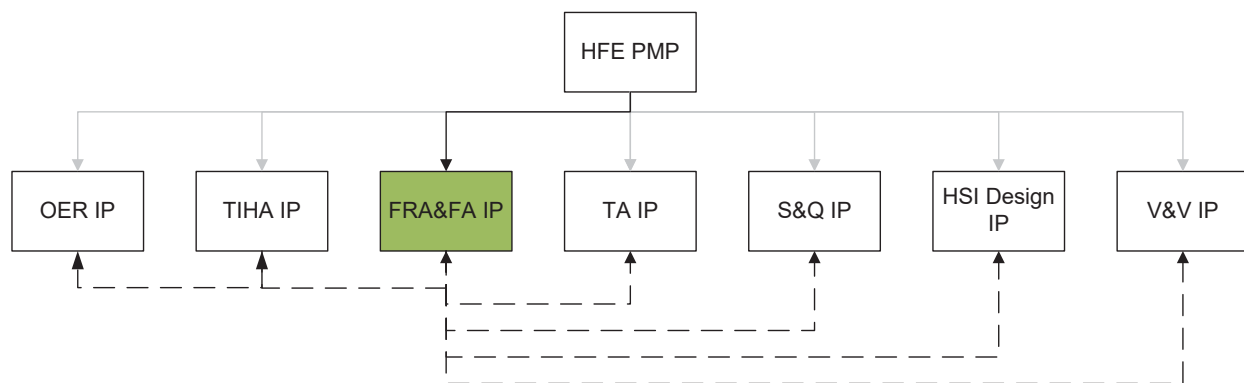 HFE PMP
OER IP
TIHA IP
FRA&FA IP
TA IP
S&Q IP
HSI Design
IP
V&V IP